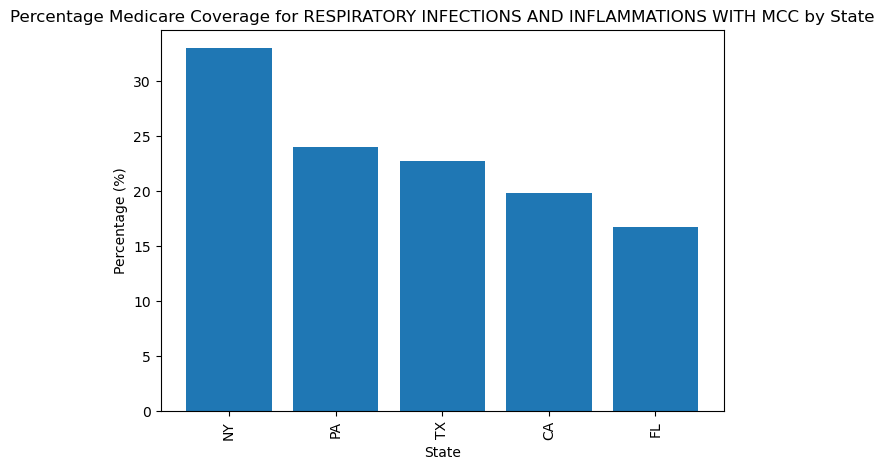 Percentage Medicare Coverage for RESPIRATORY INFECTIONS AND INFLAMMATIONS WITH MCC by State
30
25
20
15
10
5
0
Percentage (%)
NY
PA
TX
CA
FL
State